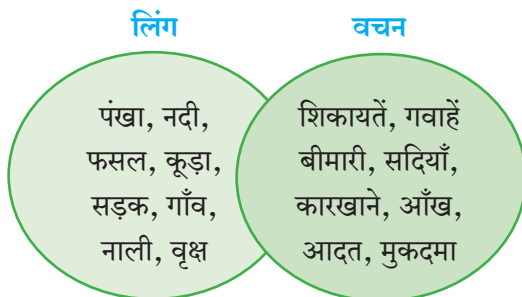 लिंग
वचन
पंखा, नदी,
फसल, कूड़ा,
सड़क, गाँव,
नाली, वृक्ष
शिकायतें, गवाहें
बीमारी, सदियाँ,
कारखाने, आँख,
आदत, मुकदमा